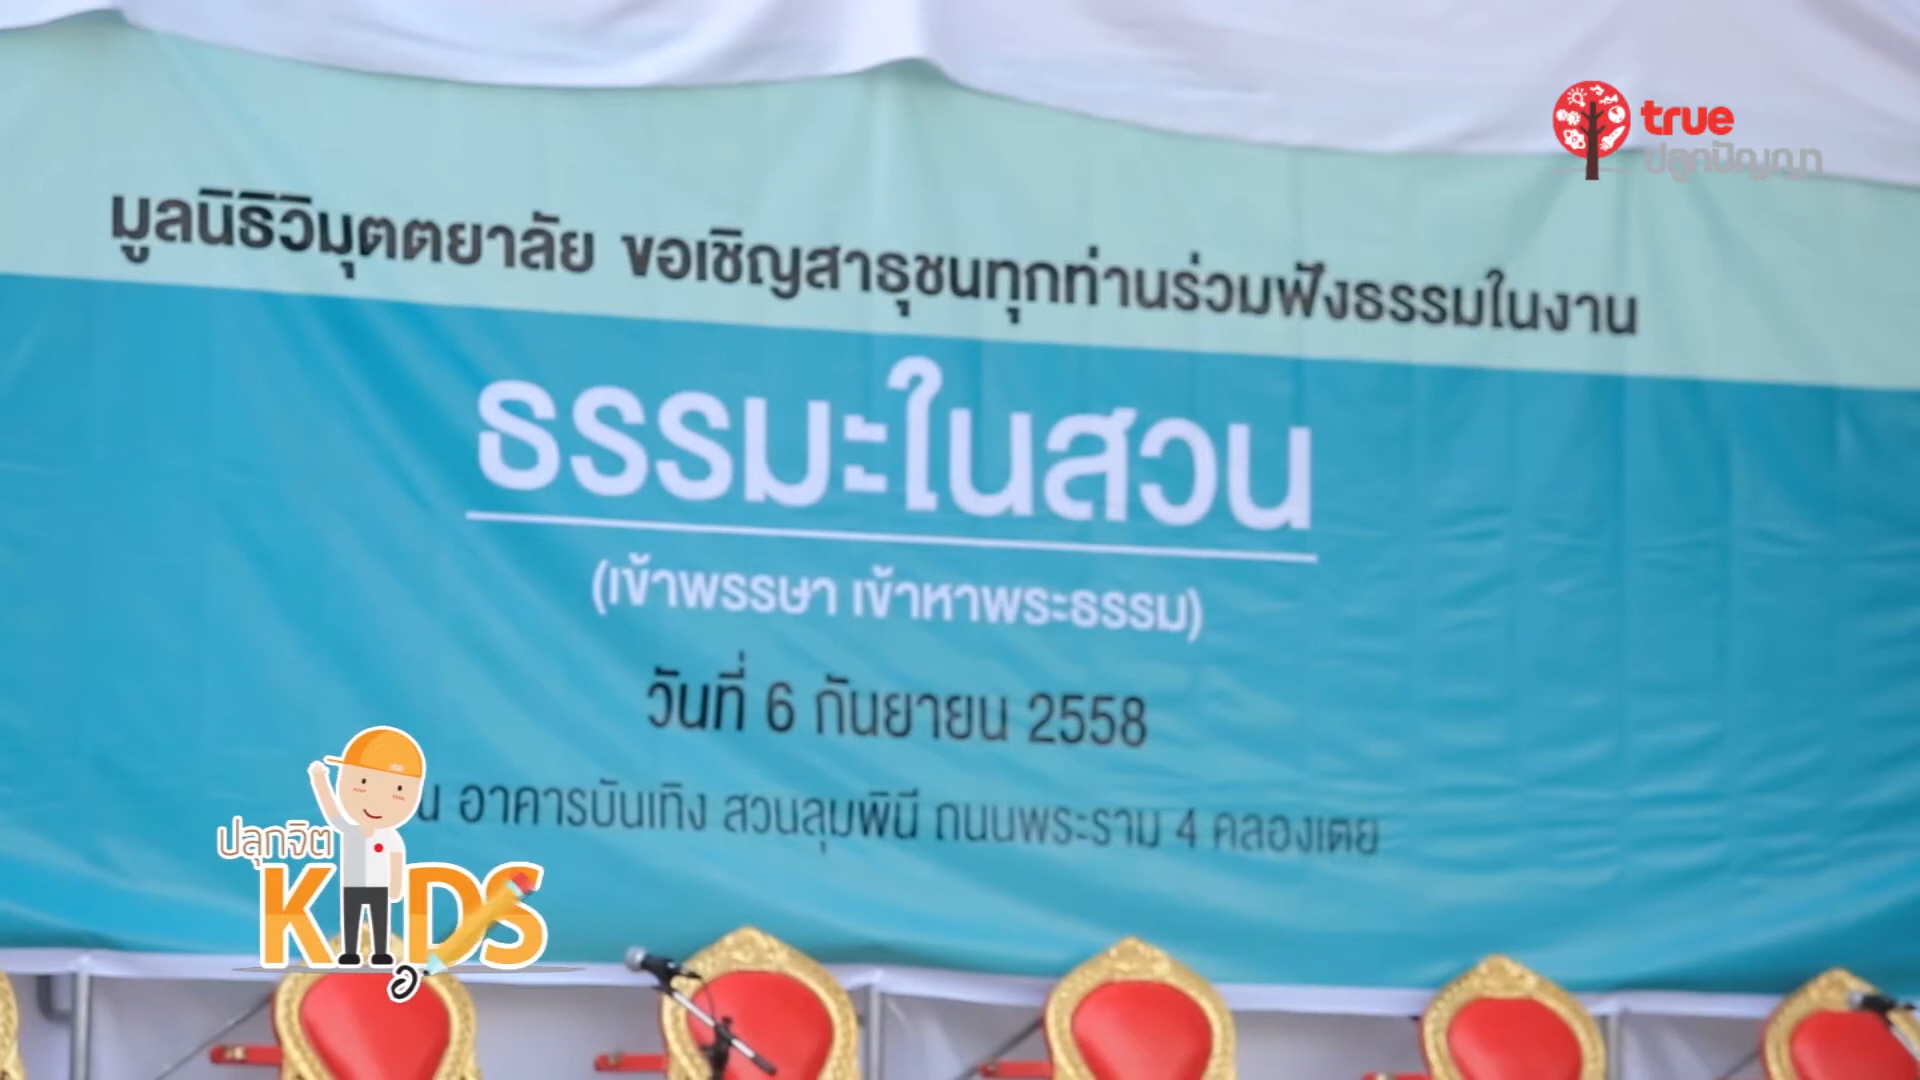 true
ปลูกปัญญา
มูลนิธิวิมุตตยาลัย ขอเชิญสาธุชนทุกท่านร่วมฟังธรรมในงาน
ธรรมะในสวน
(เข้าพรรษา เข้าหาพระธรรม)
วันที่ 6 กันยายน 2558
อาคารบันเทิง สวนลุมพินี ถนนพระราม 4 คลองเตย
ปลุกจิต
KIDS